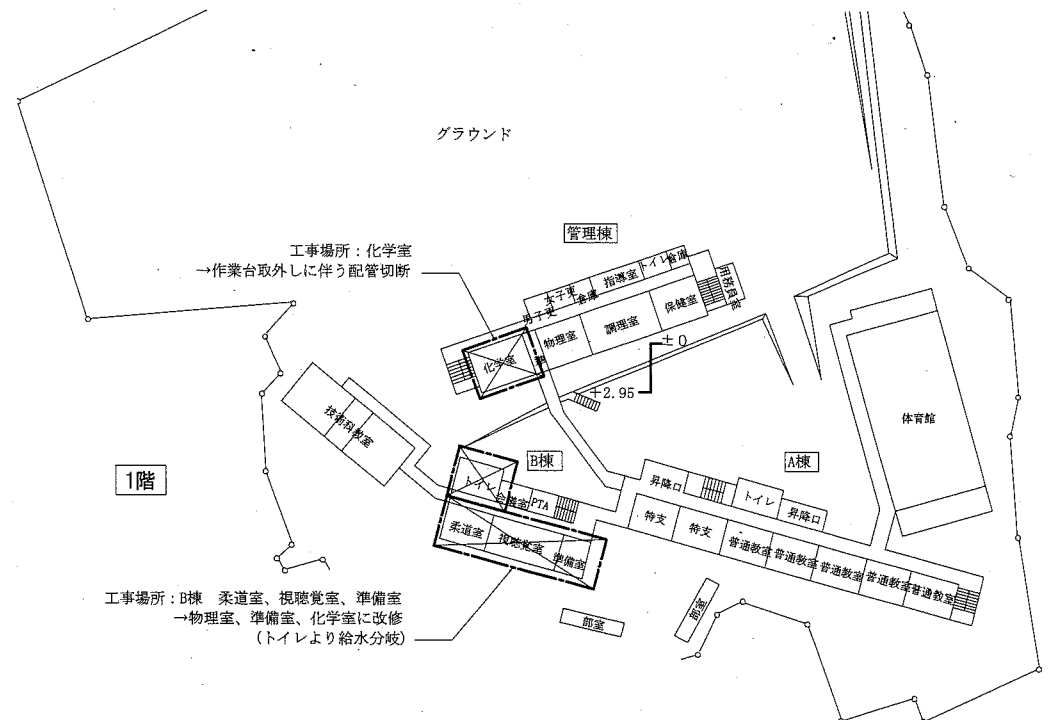 グラウンド
工事場所：化学室
→作業台取外しに伴う配管切断
管理棟
女子更
倉庫
指導室
トイレ
倉庫
用務員室
男子更
化学室
物理室
調理室
保健室
±0
+2.95
技術科教室
体育館
1階
B棟
A棟
トイレ
会議室
PTA
昇降口
トイレ
昇降口
柔道室
視聴覚室
準備室
特支
特支
普通教室
普通教室
普通教室
普通教室
普通教室
工事場所：B棟 柔道室、視聴覚室、準備室
→物理室、準備室、化学室に改修
(トイレより給水分岐)
部室
部室